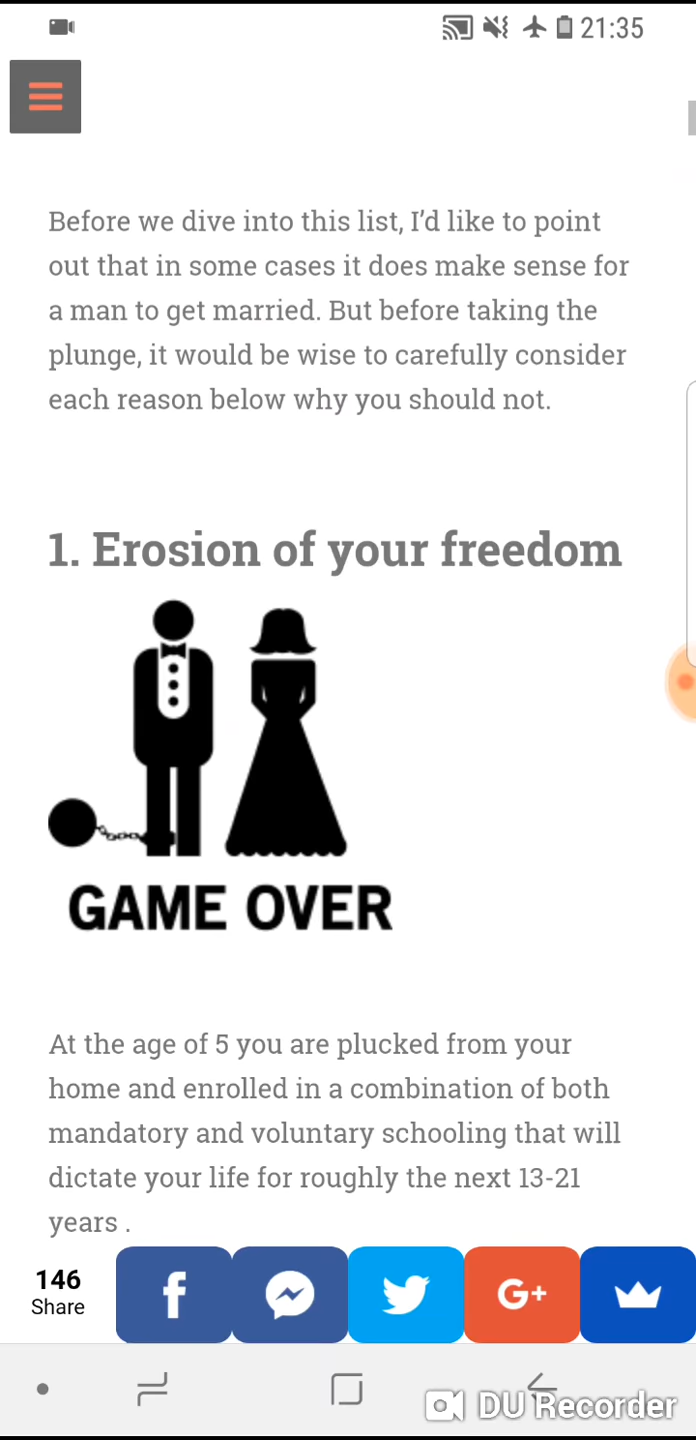 21:35
Before we dive into this list, I’d like to point
out that in some cases it does make sense for
a man to get married. But before taking the
plunge, it would be wise to carefully consider
each reason below why you should not.
1. Erosion of your freedom
GAME OVER
At the age of 5 you are plucked from your
home and enrolled in a combination of both
mandatory and voluntary schooling that will
dictate your life for roughly the next 13-21
years .
146
Share
f
G+
DU Recorder